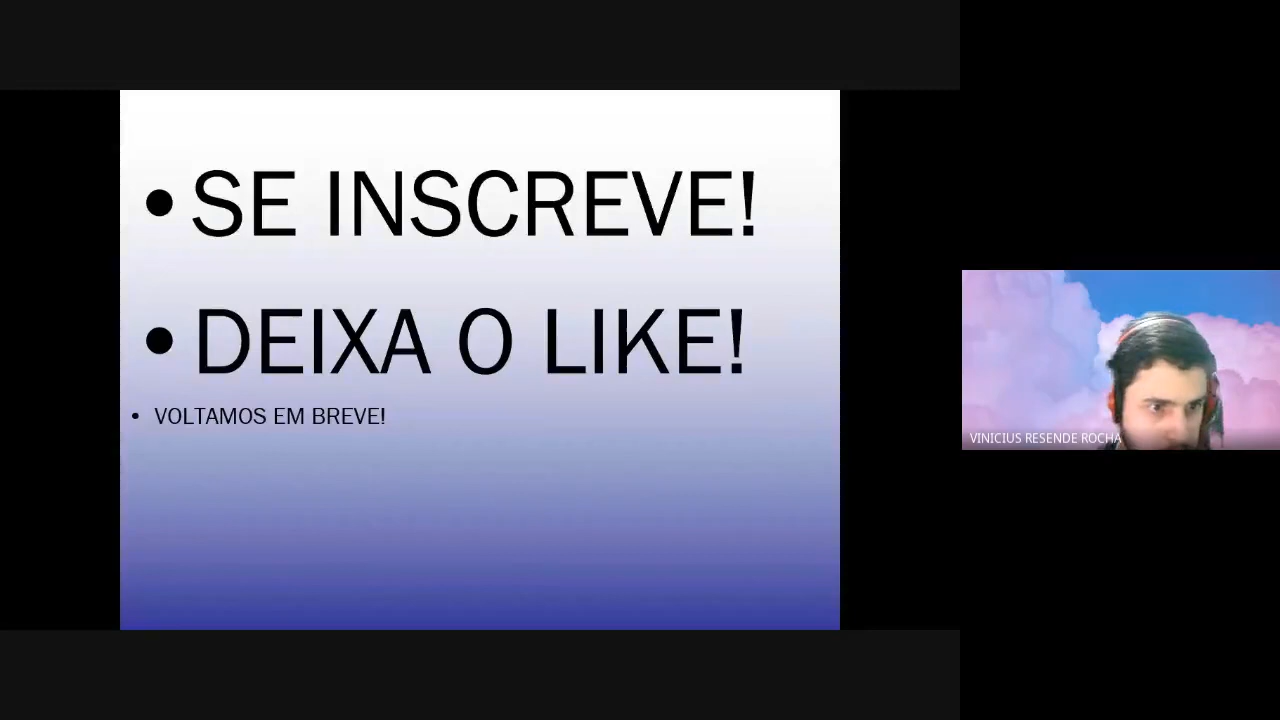 • SE INSCREVE!
• DEIXA O LIKE!
• VOLTAMOS EM BREVE!
VINICIUS RESENDE ROCHA